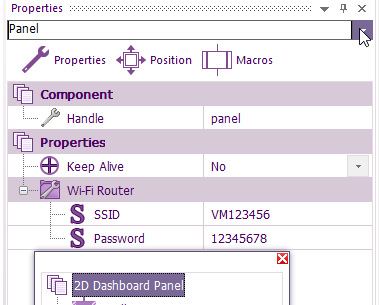 Properties
Panel
Properties Position Macros
Component
Handle panel
Properties
Keep Alive No
Wi-Fi Router
SSID VM123456
Password 12345678
2D Dashboard Panel